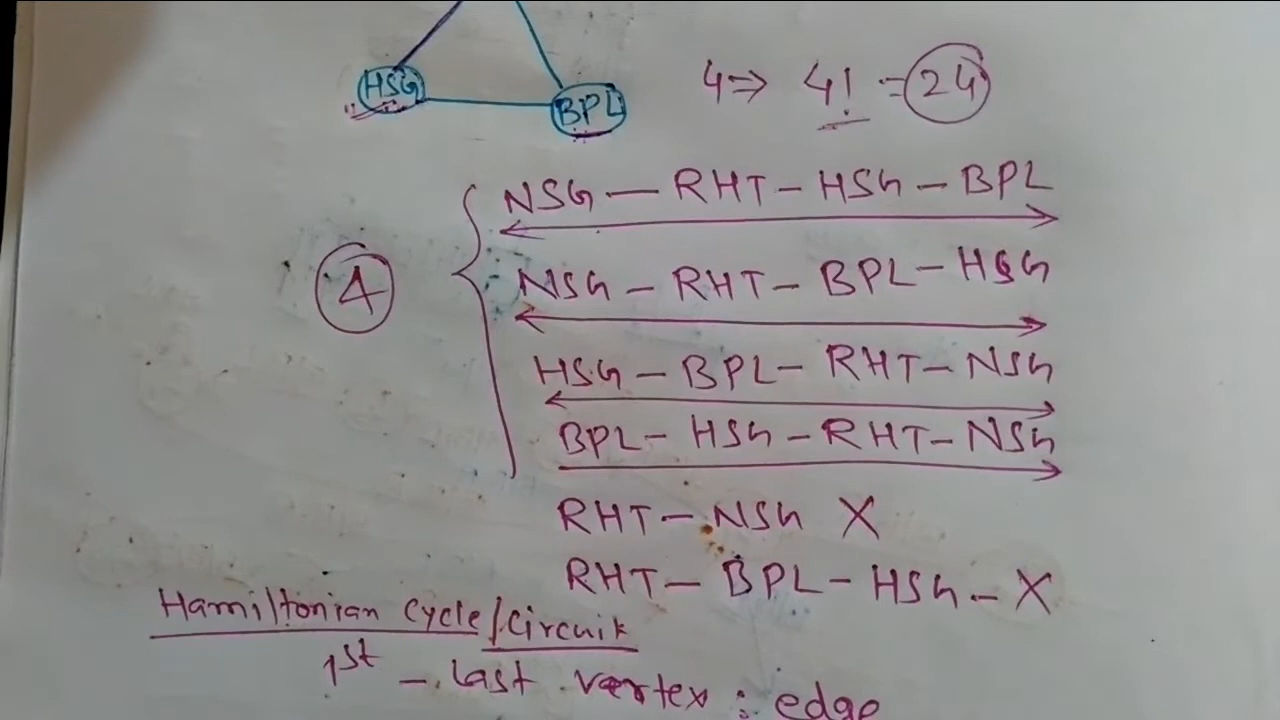 HSG
BPL
4 ⇒ 4! = 24
NSG — RHT – HSG – BPL
4
NSG – RHT – BPL – HSG
HSG – BPL – RHT – NSG
BPL – HSG – RHT – NSG
RHT – NSG X
RHT – BPL – HSG – X
Hamiltonian Cycle/Circuit
1st – Last vertex : edge